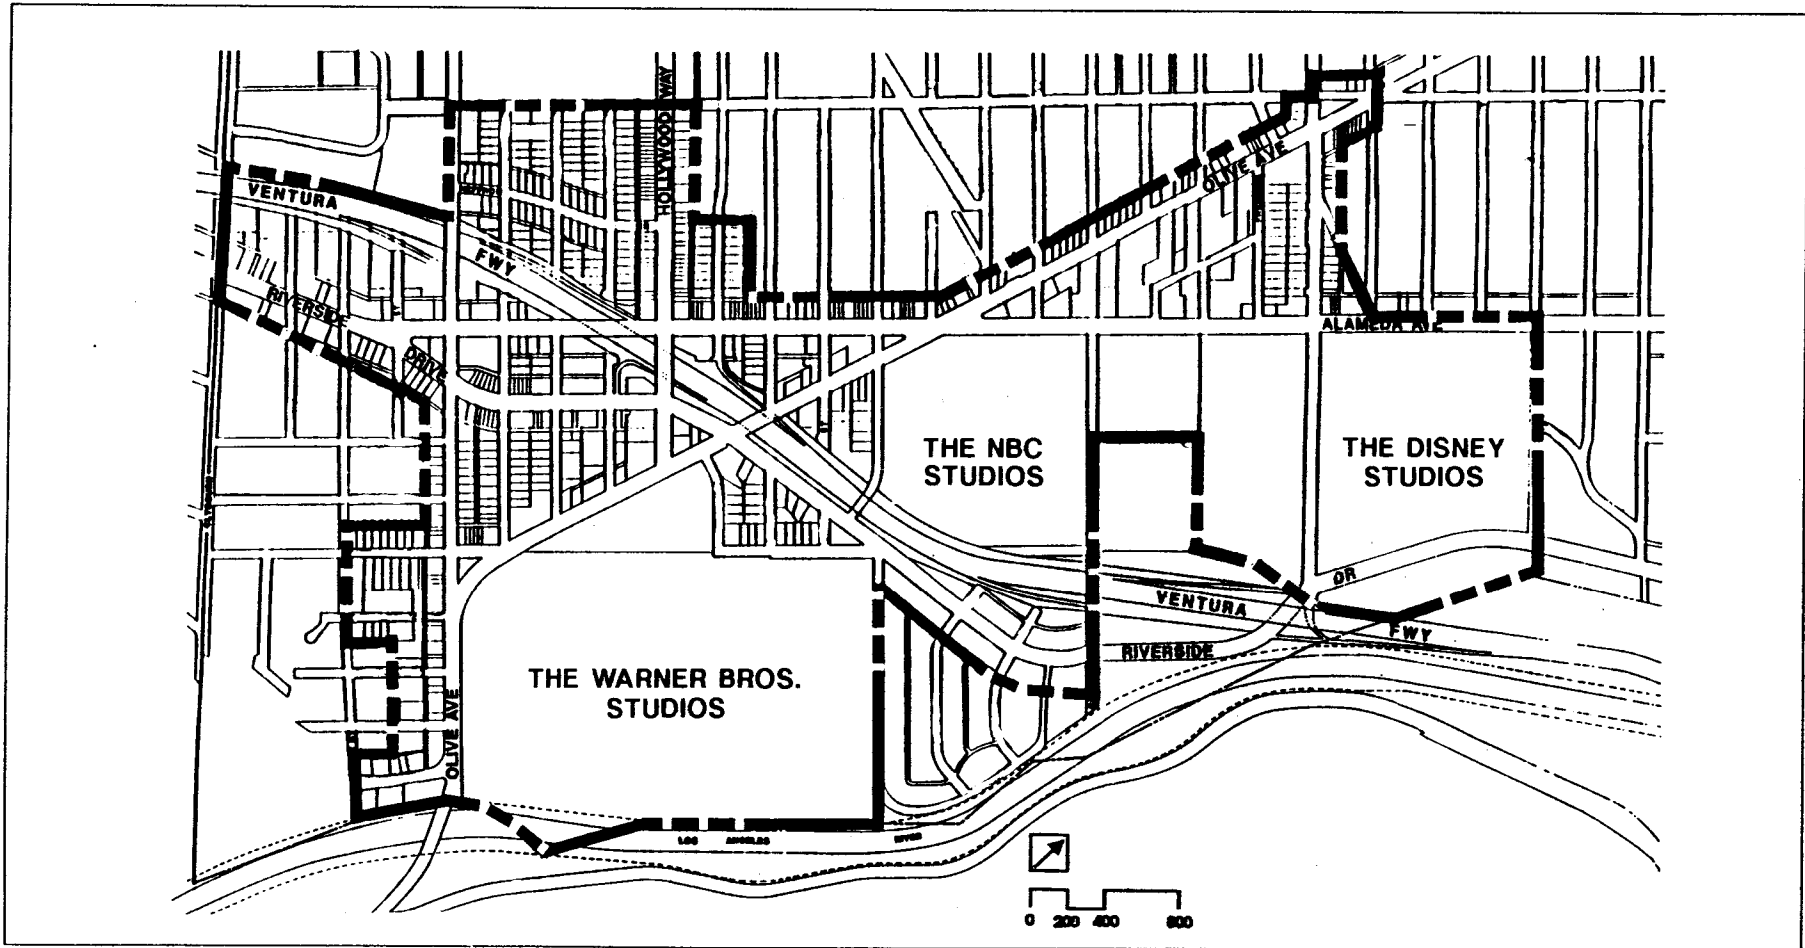 HOLLYWOOD WAY
VENTURA
FWY
OLIVE AVE
RIVERSIDE
DRIVE
ALAMEDA AVE
THE NBC
STUDIOS
THE DISNEY
STUDIOS
DR
VENTURA
FWY
RIVERSIDE
THE WARNER BROS.
STUDIOS
OLIVE AVE
LOS ANGELES RIVER
0 200 400 800